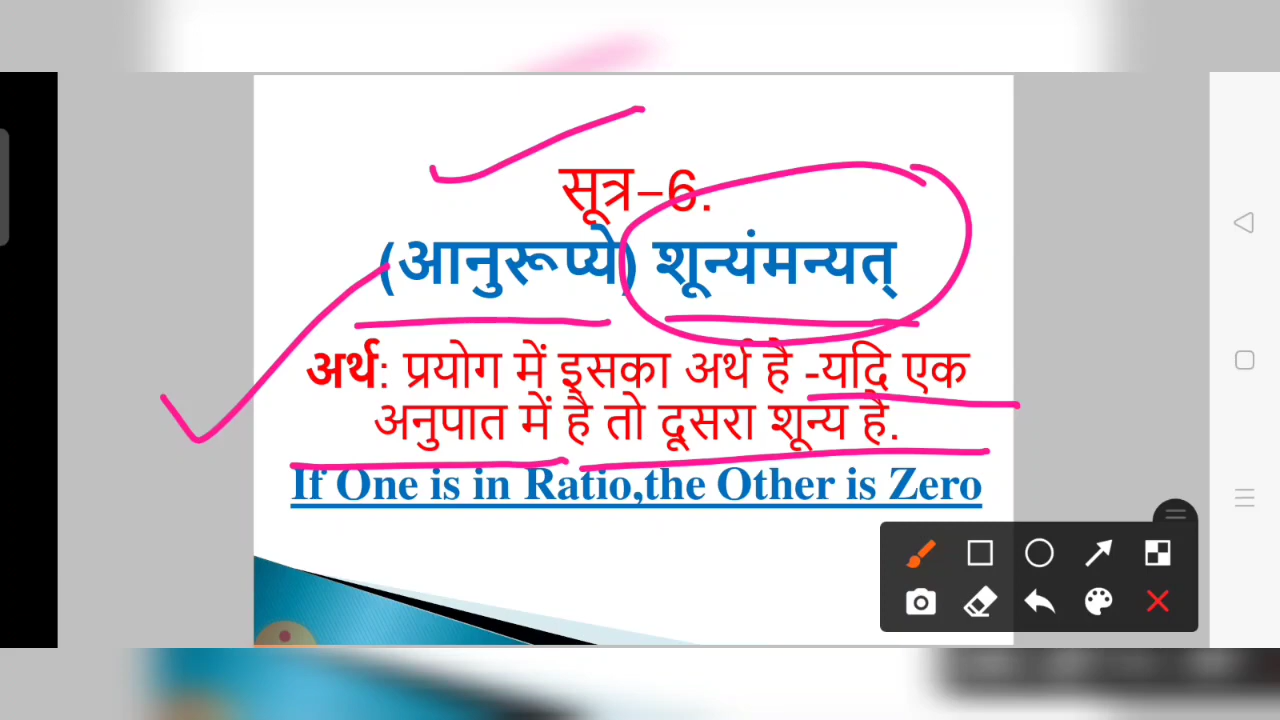 सूत्र–6.
(आनुरूप्ये) शून्यंमन्यत्
अर्थ: प्रयोग में इसका अर्थ है -यदि एक
अनुपात में है तो दूसरा शून्य है.
If One is in Ratio,the Other is Zero